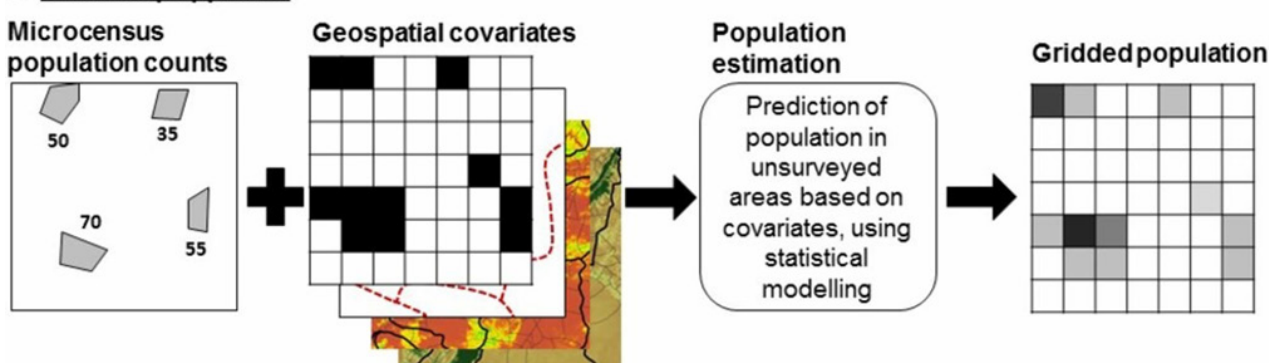 Microcensus
population counts
50
35
70
55
Geospatial covariates
Population
estimation
Prediction of
population in
unsurveyed
areas based on
covariates, using
statistical
modelling
Gridded population